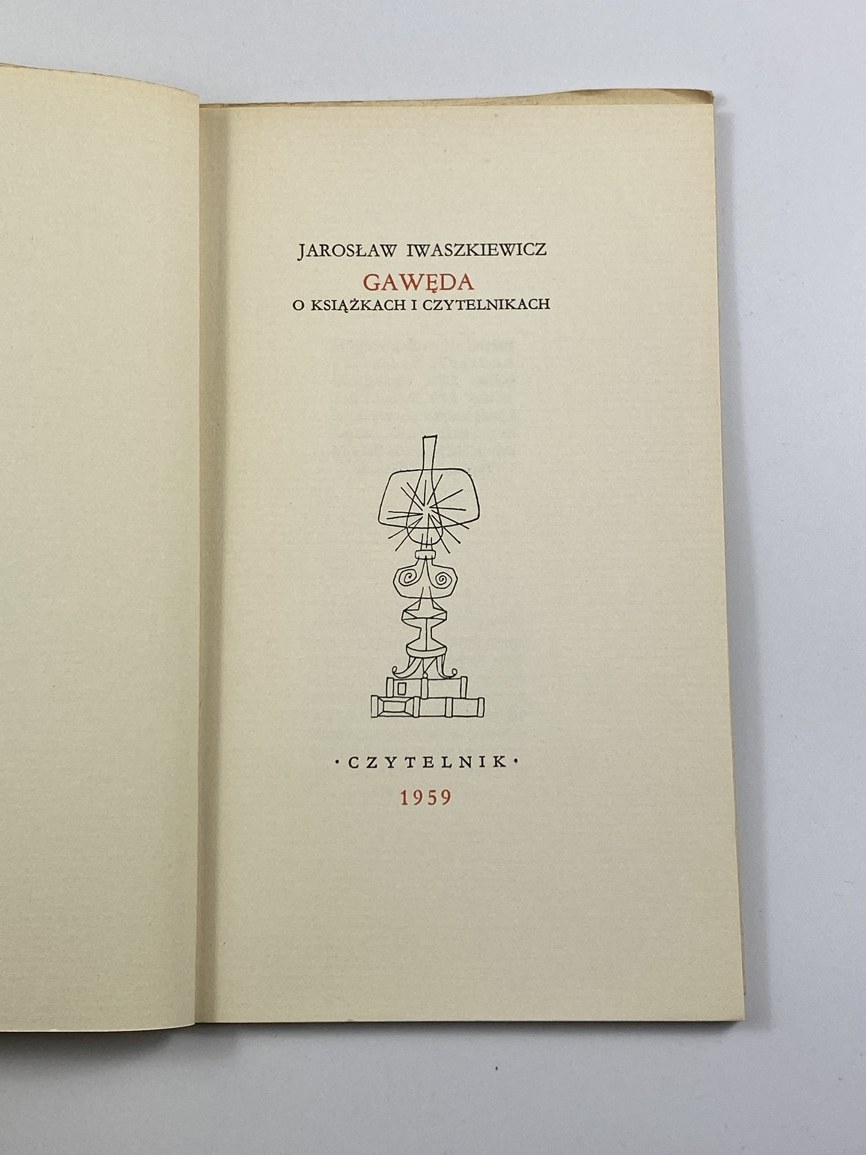 JAROSŁAW IWASZKIEWICZ
GAWĘDA
O KSIĄŻKACH I CZYTELNIKACH
· CZYTELNIK ·
1959